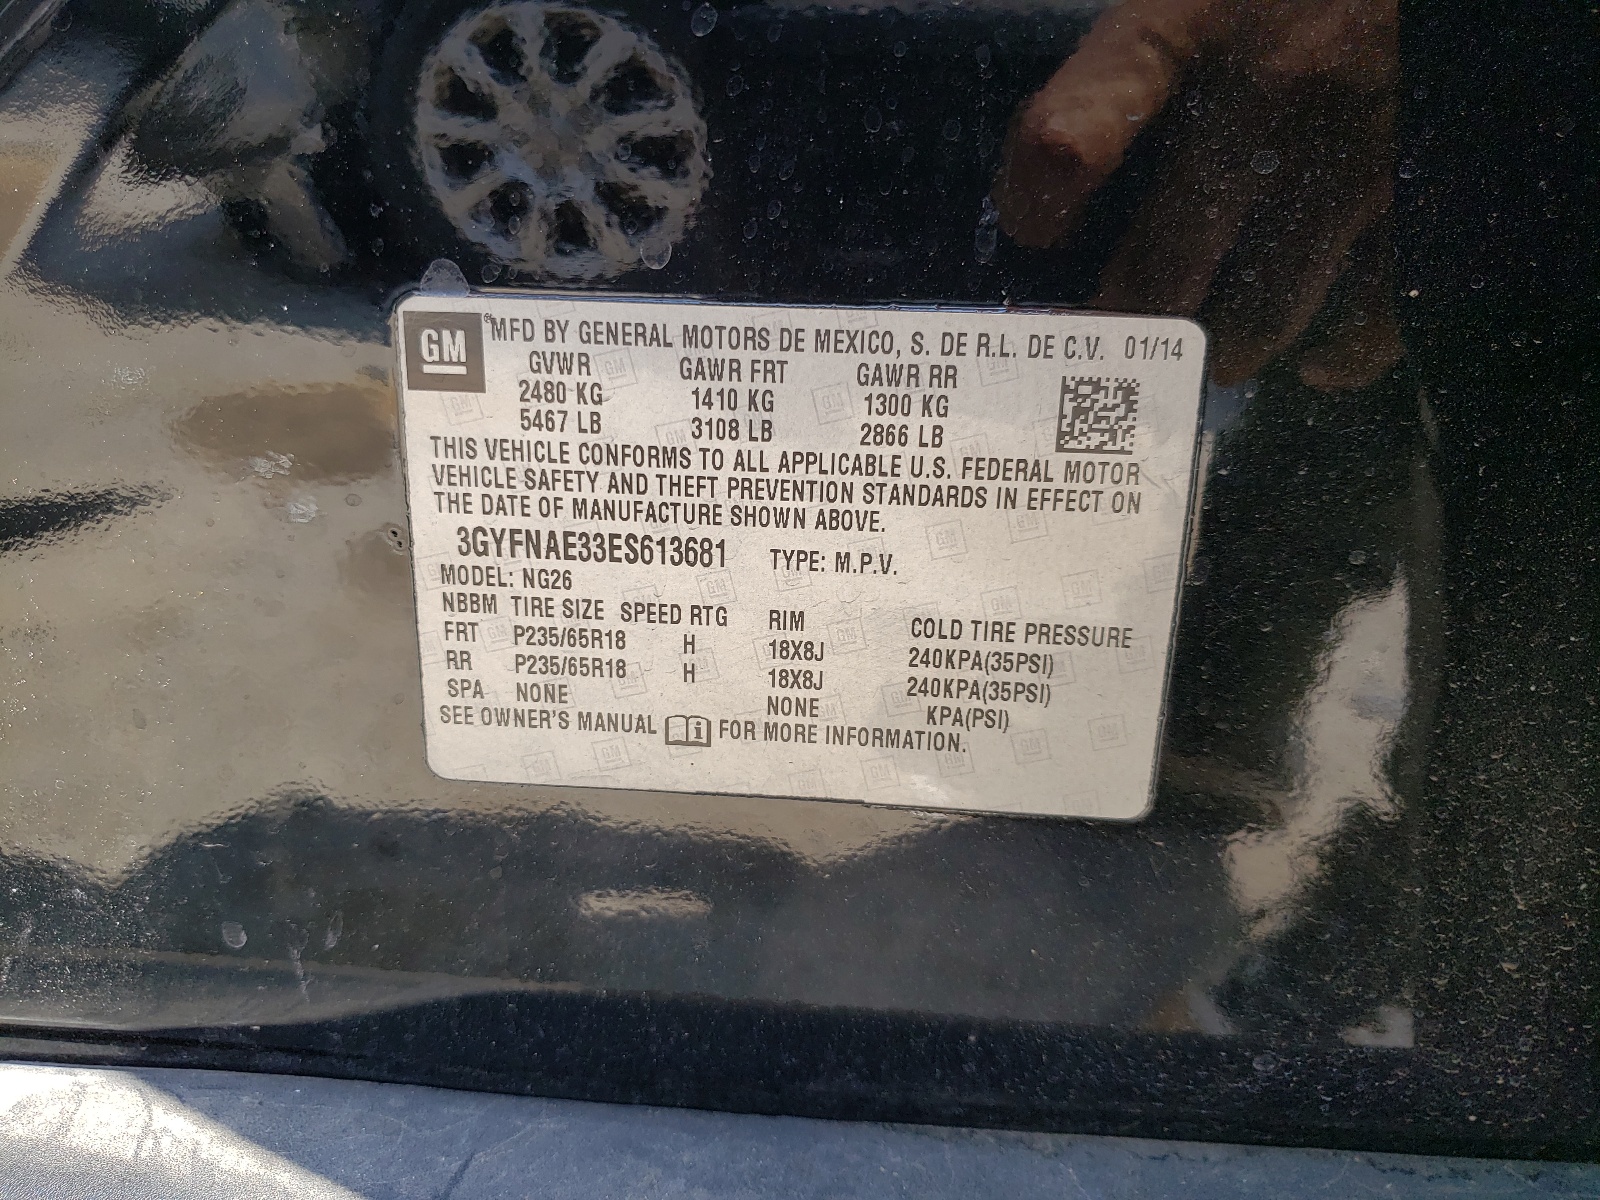 GM ® MFD BY GENERAL MOTORS DE MEXICO, S. DE R.L. DE C.V. 01/14
GVWR GAWR FRT GAWR RR
2480 KG 1410 KG 1300 KG
5467 LB 3108 LB 2866 LB
THIS VEHICLE CONFORMS TO ALL APPLICABLE U.S. FEDERAL MOTOR
VEHICLE SAFETY AND THEFT PREVENTION STANDARDS IN EFFECT ON
THE DATE OF MANUFACTURE SHOWN ABOVE.
3GYFNAE33ES613681 TYPE: M.P.V.
MODEL: NG26
NBBM TIRE SIZE SPEED RTG RIM COLD TIRE PRESSURE
FRT P235/65R18 H 18X8J 240KPA(35PSI)
RR P235/65R18 H 18X8J 240KPA(35PSI)
SPA NONE NONE KPA(PSI)
SEE OWNER'S MANUAL i FOR MORE INFORMATION.